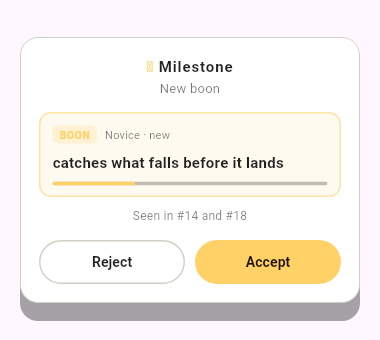 Milestone
New boon
BOON Novice · new
catches what falls before it lands
Seen in #14 and #18
Reject Accept